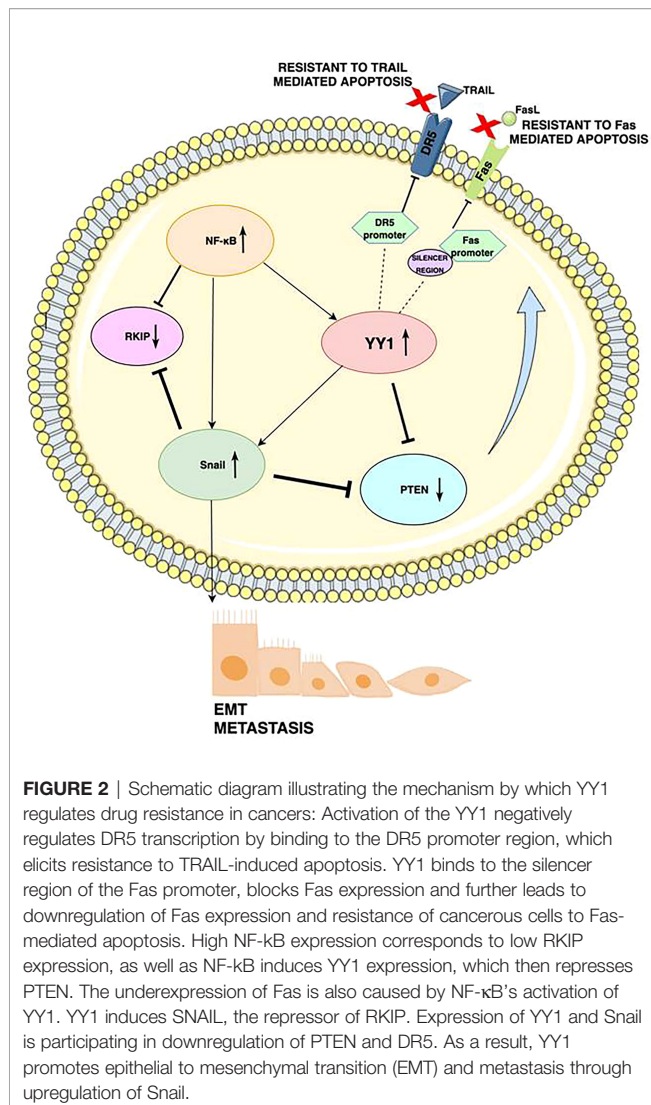 RESISTANT TO TRAIL
MEDIATED APOPTOSIS
TRAIL
FasL
RESISTANT TO Fas
MEDIATED APOPTOSIS
DR5
Fas
DR5
promoter
Fas
promoter
SILENCER
REGION
NF-κB
RKIP
YY1
Snail
PTEN
EMT
METASTASIS
FIGURE 2 | Schematic diagram illustrating the mechanism by which YY1
regulates drug resistance in cancers: Activation of the YY1 negatively
regulates DR5 transcription by binding to the DR5 promoter region, which
elicits resistance to TRAIL-induced apoptosis. YY1 binds to the silencer
region of the Fas promoter, blocks Fas expression and further leads to
downregulation of Fas expression and resistance of cancerous cells to Fas-
mediated apoptosis. High NF-kB expression corresponds to low RKIP
expression, as well as NF-kB induces YY1 expression, which then represses
PTEN. The underexpression of Fas is also caused by NF-κB's activation of
YY1. YY1 induces SNAIL, the repressor of RKIP. Expression of YY1 and Snail
is participating in downregulation of PTEN and DR5. As a result, YY1
promotes epithelial to mesenchymal transition (EMT) and metastasis through
upregulation of Snail.